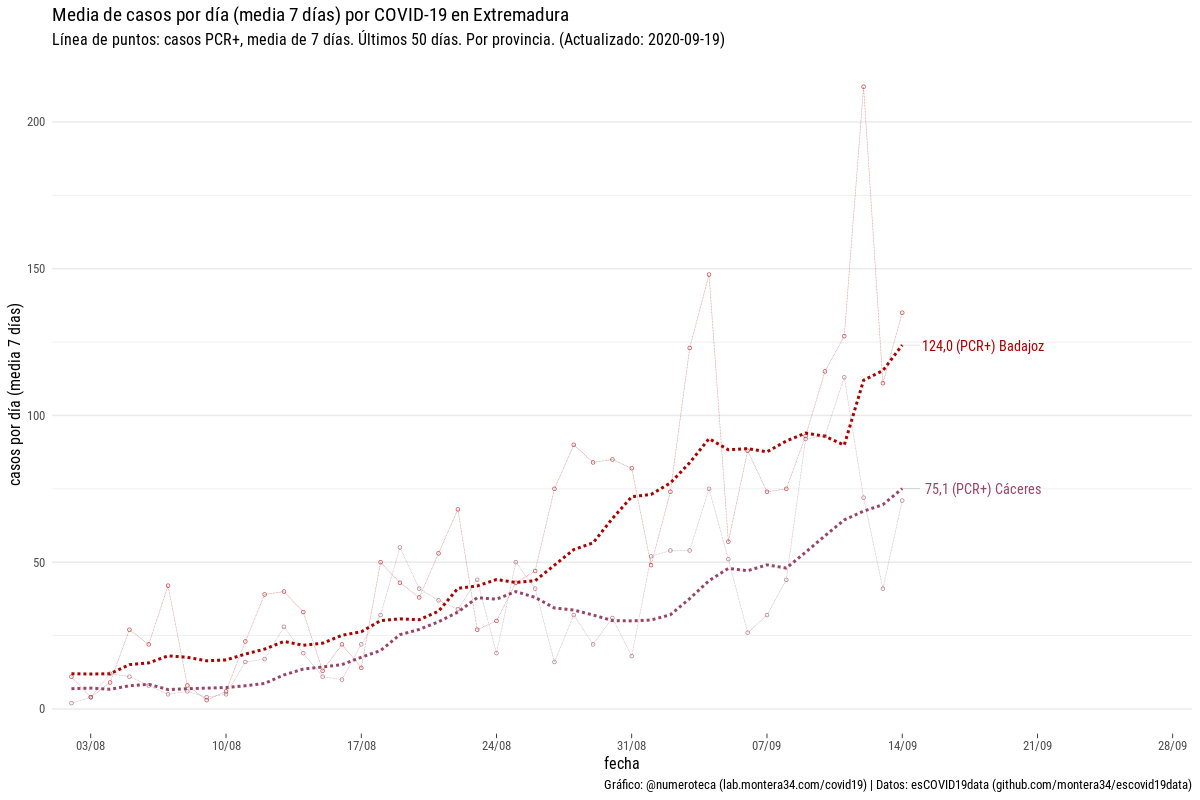 Media de casos por día (media 7 días) por COVID-19 en Extremadura
Línea de puntos: casos PCR+, media de 7 días. Últimos 50 días. Por provincia. (Actualizado: 2020-09-19)
casos por día (media 7 días)
200
150
100
50
0
124,0 (PCR+) Badajoz
75,1 (PCR+) Cáceres
03/08 10/08 17/08 24/08 31/08 07/09 14/09 21/09 28/09
fecha
Gráfico: @numeroteca (lab.montera34.com/covid19) | Datos: esCOVID19data (github.com/montera34/escovid19data)